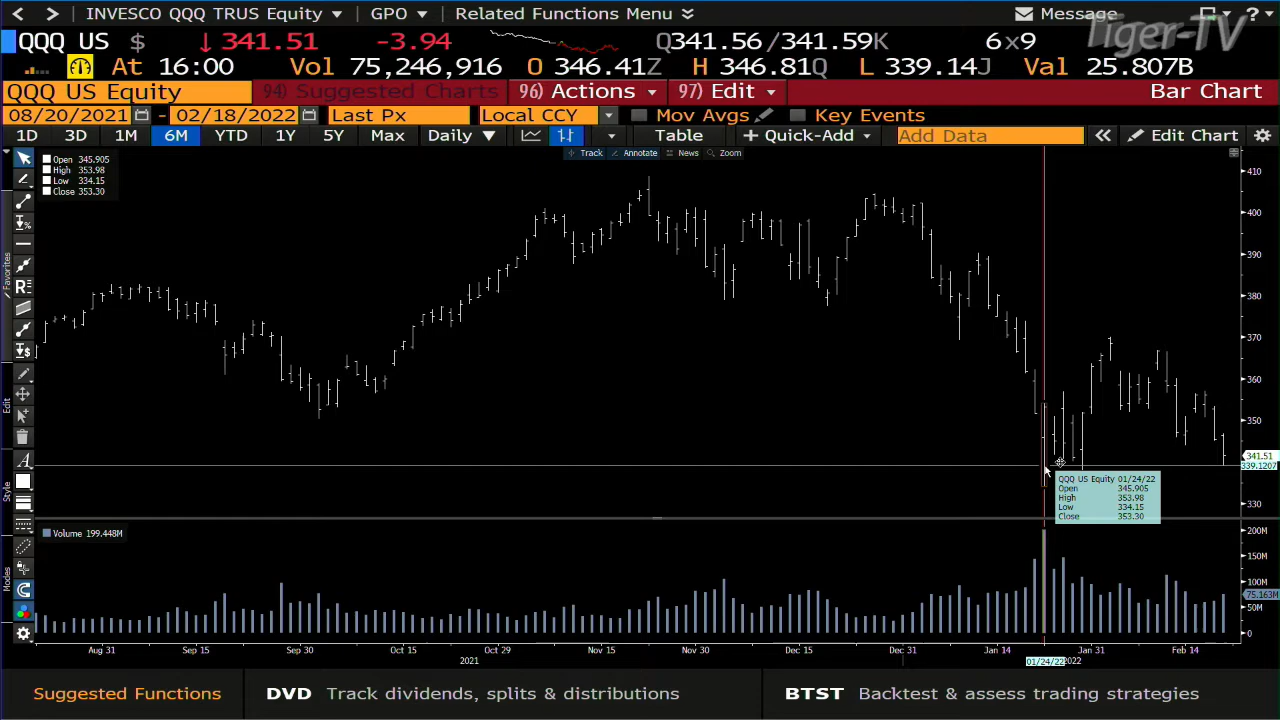 INVESCO QQQ TRUS Equity GPO Related Functions Menu Message ?
Tiger-TV
QQQ US $ ↓ 341.51 -3.94 Q341.56/341.59K 6x9
At 16:00 Vol 75,246,916 O 346.41Z H 346.81Q L 339.14J Val 25.807B
QQQ US Equity 94) Suggested Charts 96) Actions 97) Edit Bar Chart
08/20/2021 - 02/18/2022 Last Px Local CCY Mov Avgs Key Events
1D 3D 1M 6M YTD 1Y 5Y Max Daily Table + Quick-Add Add Data Edit Chart
Track Annotate News Zoom
Open 345.905
High 353.98
Low 334.15
Close 353.30
410
400
390
380
370
360
350
341.51
339.1207
330
Favorites
Edit
Style
Modes
QQQ US Equity 01/24/22
Open 345.905
High 353.98
Low 334.15
Close 353.30
Volume 199.448M
200M
150M
100M
75.163M
50M
0
Aug 31 Sep 15 Sep 30 Oct 15 Oct 29 Nov 15 Nov 30 Dec 15 Dec 31 Jan 14 Jan 31 Feb 14
2021 01/24/22 2022
Suggested Functions DVD Track dividends, splits & distributions BTST Backtest & assess trading strategies